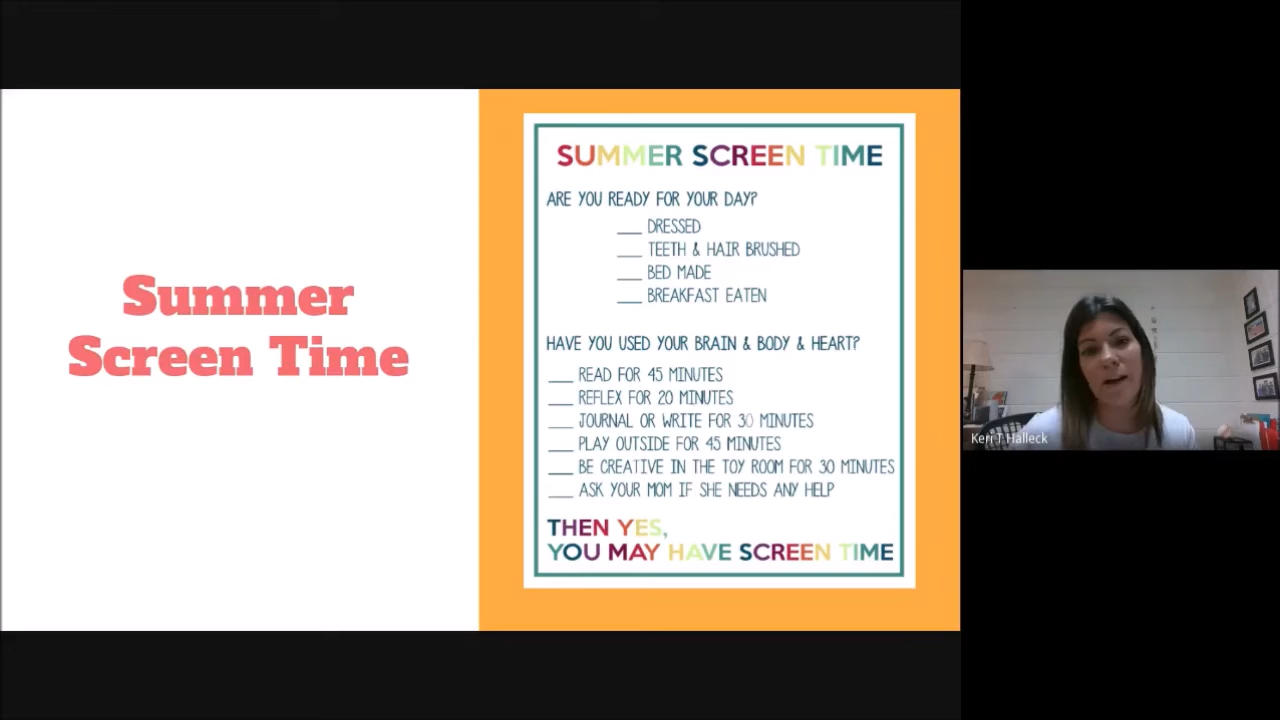 Summer
Screen Time
SUMMER SCREEN TIME
ARE YOU READY FOR YOUR DAY?
___ DRESSED
___ TEETH & HAIR BRUSHED
___ BED MADE
___ BREAKFAST EATEN
HAVE YOU USED YOUR BRAIN & BODY & HEART?
___ READ FOR 45 MINUTES
___ REFLEX FOR 20 MINUTES
___ JOURNAL OR WRITE FOR 30 MINUTES
___ PLAY OUTSIDE FOR 45 MINUTES
___ BE CREATIVE IN THE TOY ROOM FOR 30 MINUTES
___ ASK YOUR MOM IF SHE NEEDS ANY HELP
THEN YES,
YOU MAY HAVE SCREEN TIME
Keri T Halleck